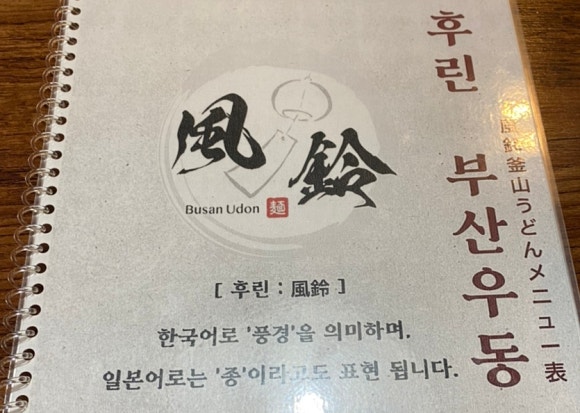 후린 부산우동
風鈴釜山うどんメニュー表
風鈴
Busan Udon 麺
[ 후린 : 風鈴 ]
한국어로 '풍경'을 의미하며,
일본어로는 '종'이라고도 표현 됩니다.